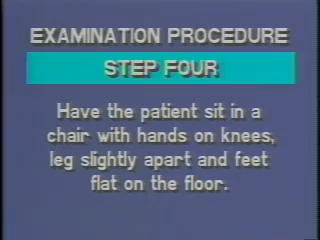 EXAMINATION PROCEDURE
STEP FOUR
Have the patient sit in a
chair with hands on knees,
leg slightly apart and feet
flat on the floor.